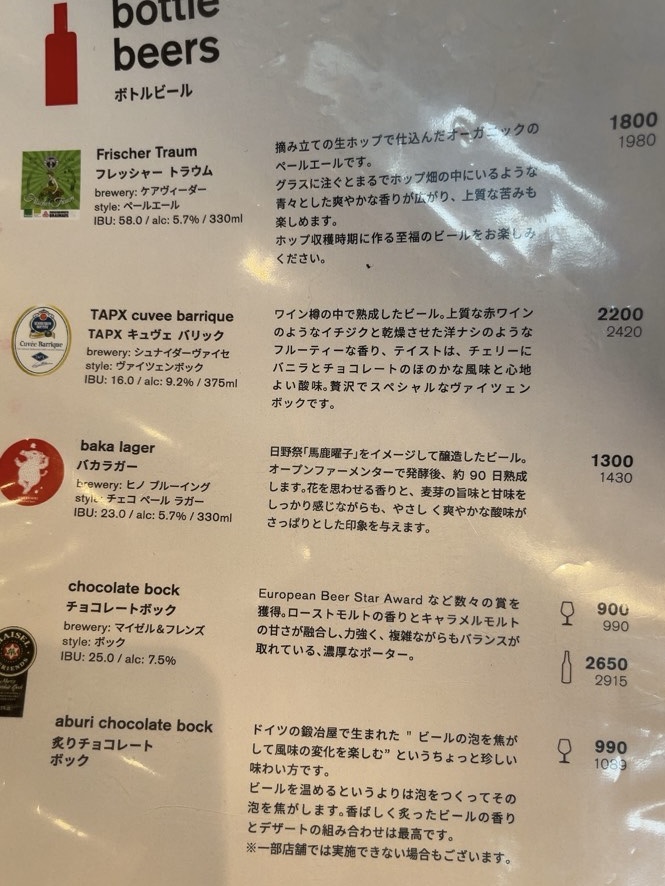 bottle
beers
ボトルビール
Frischer Traum
フレッシャー トラウム
brewery: ケアヴィーダー
style: ペールエール
IBU: 58.0 / alc: 5.7% / 330ml
摘み立ての生ホップで仕込んだオーガニックの
ペールエールです。
グラスに注ぐとまるでホップ畑の中にいるような
青々とした爽やかな香りが広がり、上質な苦みも
楽しめます。
ホップ収穫時期に作る至福のビールをお楽しみ
ください。
1800
1980
TAPX cuvee barrique
TAPX キュヴェ バリック
brewery: シュナイダーヴァイセ
style: ヴァイツェンボック
IBU: 16.0 / alc: 9.2% / 375ml
Cuvée Barrique
ワイン樽の中で熟成したビール。上質な赤ワイン
のようなイチジクと乾燥させた洋ナシのような
フルーティーな香り、テイストは、チェリーに
バニラとチョコレートのほのかな風味と心地
よい酸味。贅沢でスペシャルなヴァイツェン
ボックです。
2200
2420
baka lager
バカラガー
brewery: ヒノ ブルーイング
style: チェコ ペール ラガー
IBU: 23.0 / alc: 5.7% / 330ml
日野祭「馬鹿曜子」をイメージして醸造したビール。
オープンファーメンターで発酵後、約 90 日熟成
します。花を思わせる香りと、麦芽の旨味と甘味を
しっかり感じながらも、やさし く爽やかな酸味が
さっぱりとした印象を与えます。
1300
1430
chocolate bock
チョコレートボック
brewery: マイゼル＆フレンズ
style: ボック
IBU: 25.0 / alc: 7.5%
European Beer Star Award など数々の賞を
獲得。ローストモルトの香りとキャラメルモルト
の甘さが融合し、力強く、複雑ながらもバランスが
取れている、濃厚なポーター。
900
990
2650
2915
aburi chocolate bock
炙りチョコレート
ボック
ドイツの鍛冶屋で生まれた " ビールの泡を焦が
して風味の変化を楽しむ" というちょっと珍しい
味わい方です。
ビールを温めるというよりは泡をつくってその
泡を焦がします。香ばしく炙ったビールの香り
とデザートの組み合わせは最高です。
※一部店舗では実施できない場合もございます。
990
1089